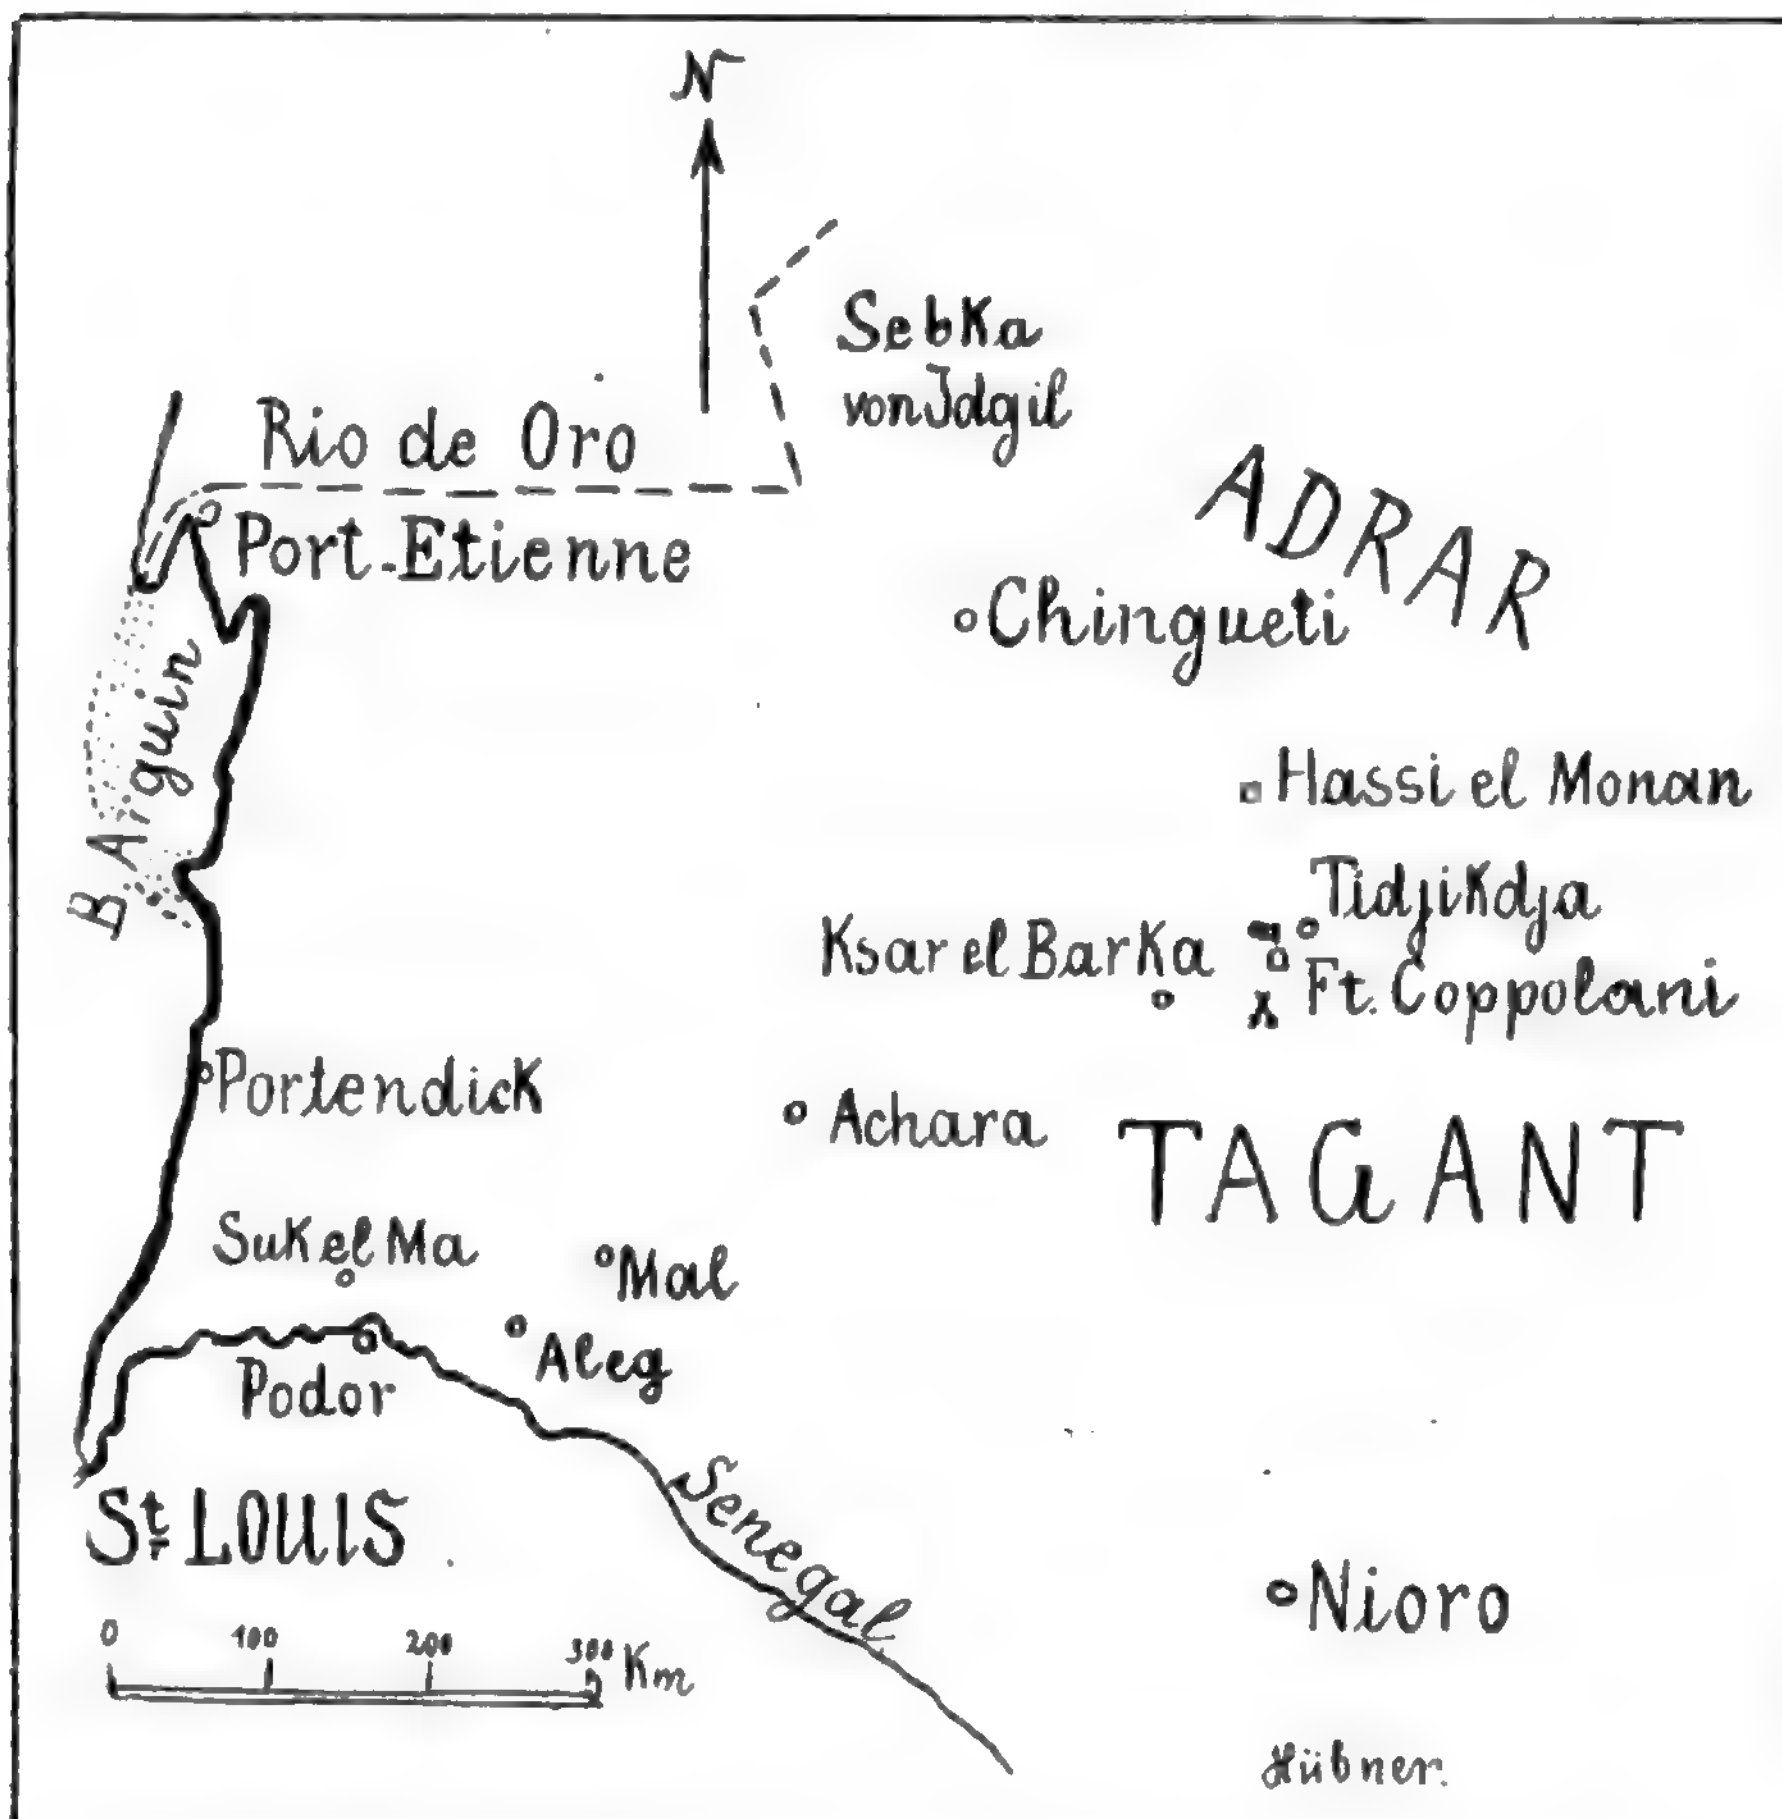 N
Sebka
von Idgil
Rio de Oro
ADRAR
Port-Etienne
Chingueti
B. Arguin
Hassi el Monan
Tidjikdja
Ksar el Barka
Ft. Coppolani
Portendick
Achara
TAGANT
Suk el Ma
Mal
Aleg
Podor
Senegal
St. LOUIS
Nioro
0 100 200 300 Km
Hübner.